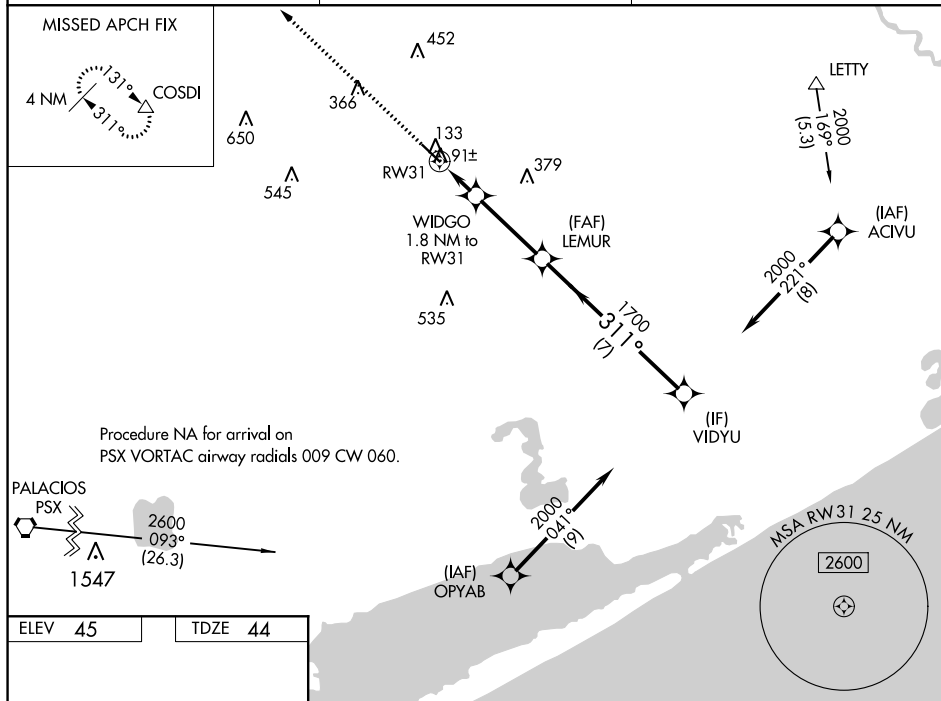 MISSED APCH FIX
4 NM
131°
311°
COSDI
452
366
650
545
133
91±
RW31
379
WIDGO
1.8 NM to
RW31
(FAF)
LEMUR
535
LETTY
2000
169°
(5.3)
(IAF)
ACIVU
2000
221°
(8)
1700
311°
(7)
(IF)
VIDYU
Procedure NA for arrival on
PSX VORTAC airway radials 009 CW 060.
PALACIOS
PSX
2600
093°
(26.3)
1547
2000
041°
(9)
(IAF)
OPYAB
MSA RW31 25 NM
2600
ELEV 45
TDZE 44